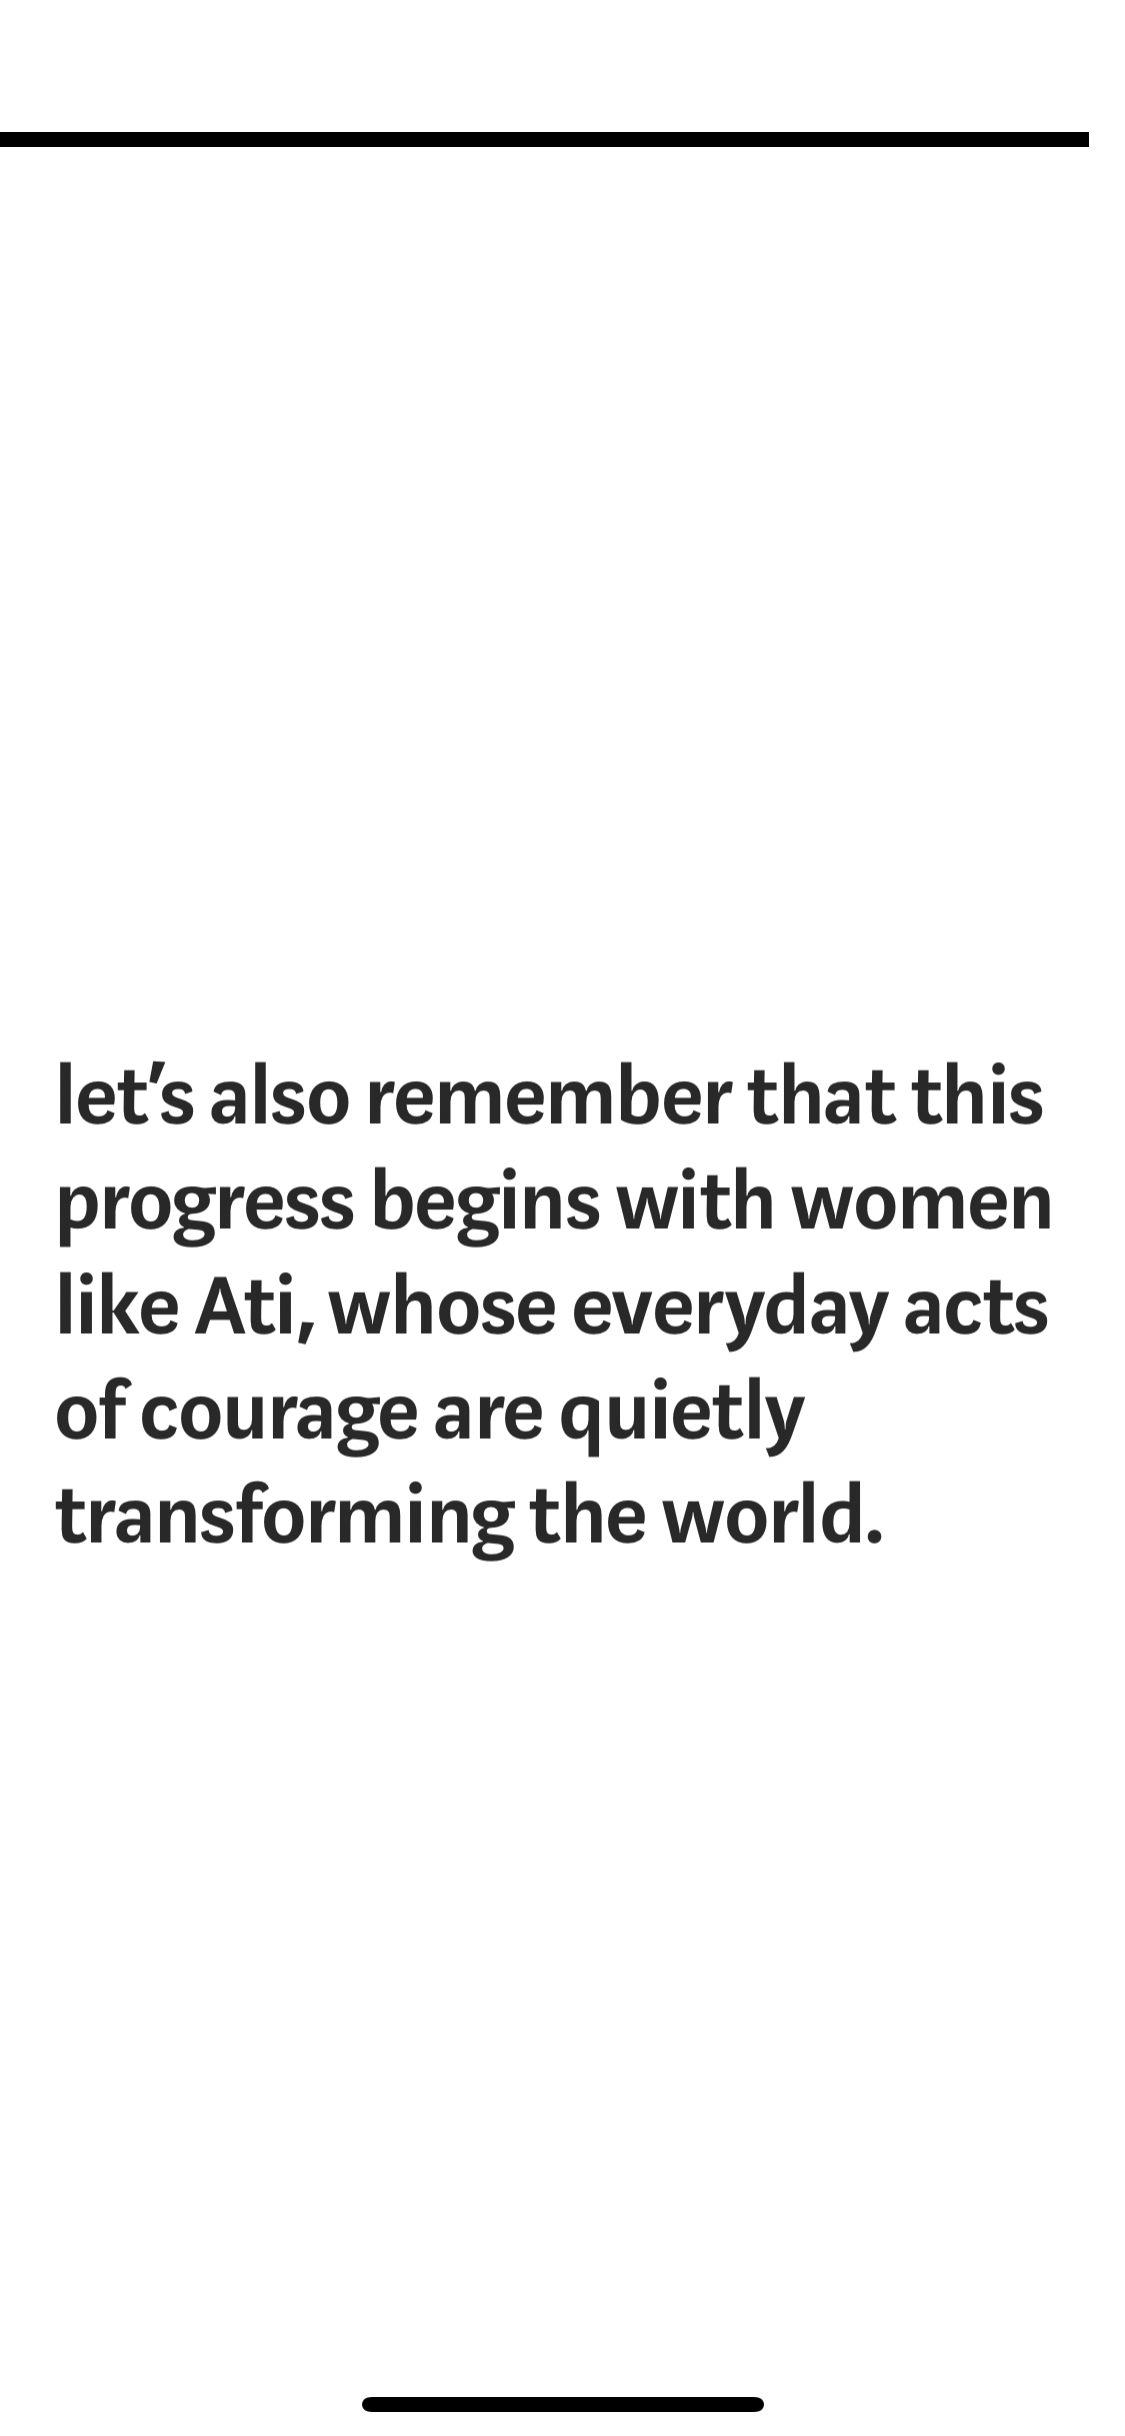 let's also remember that this
progress begins with women
like Ati, whose everyday acts
of courage are quietly
transforming the world.